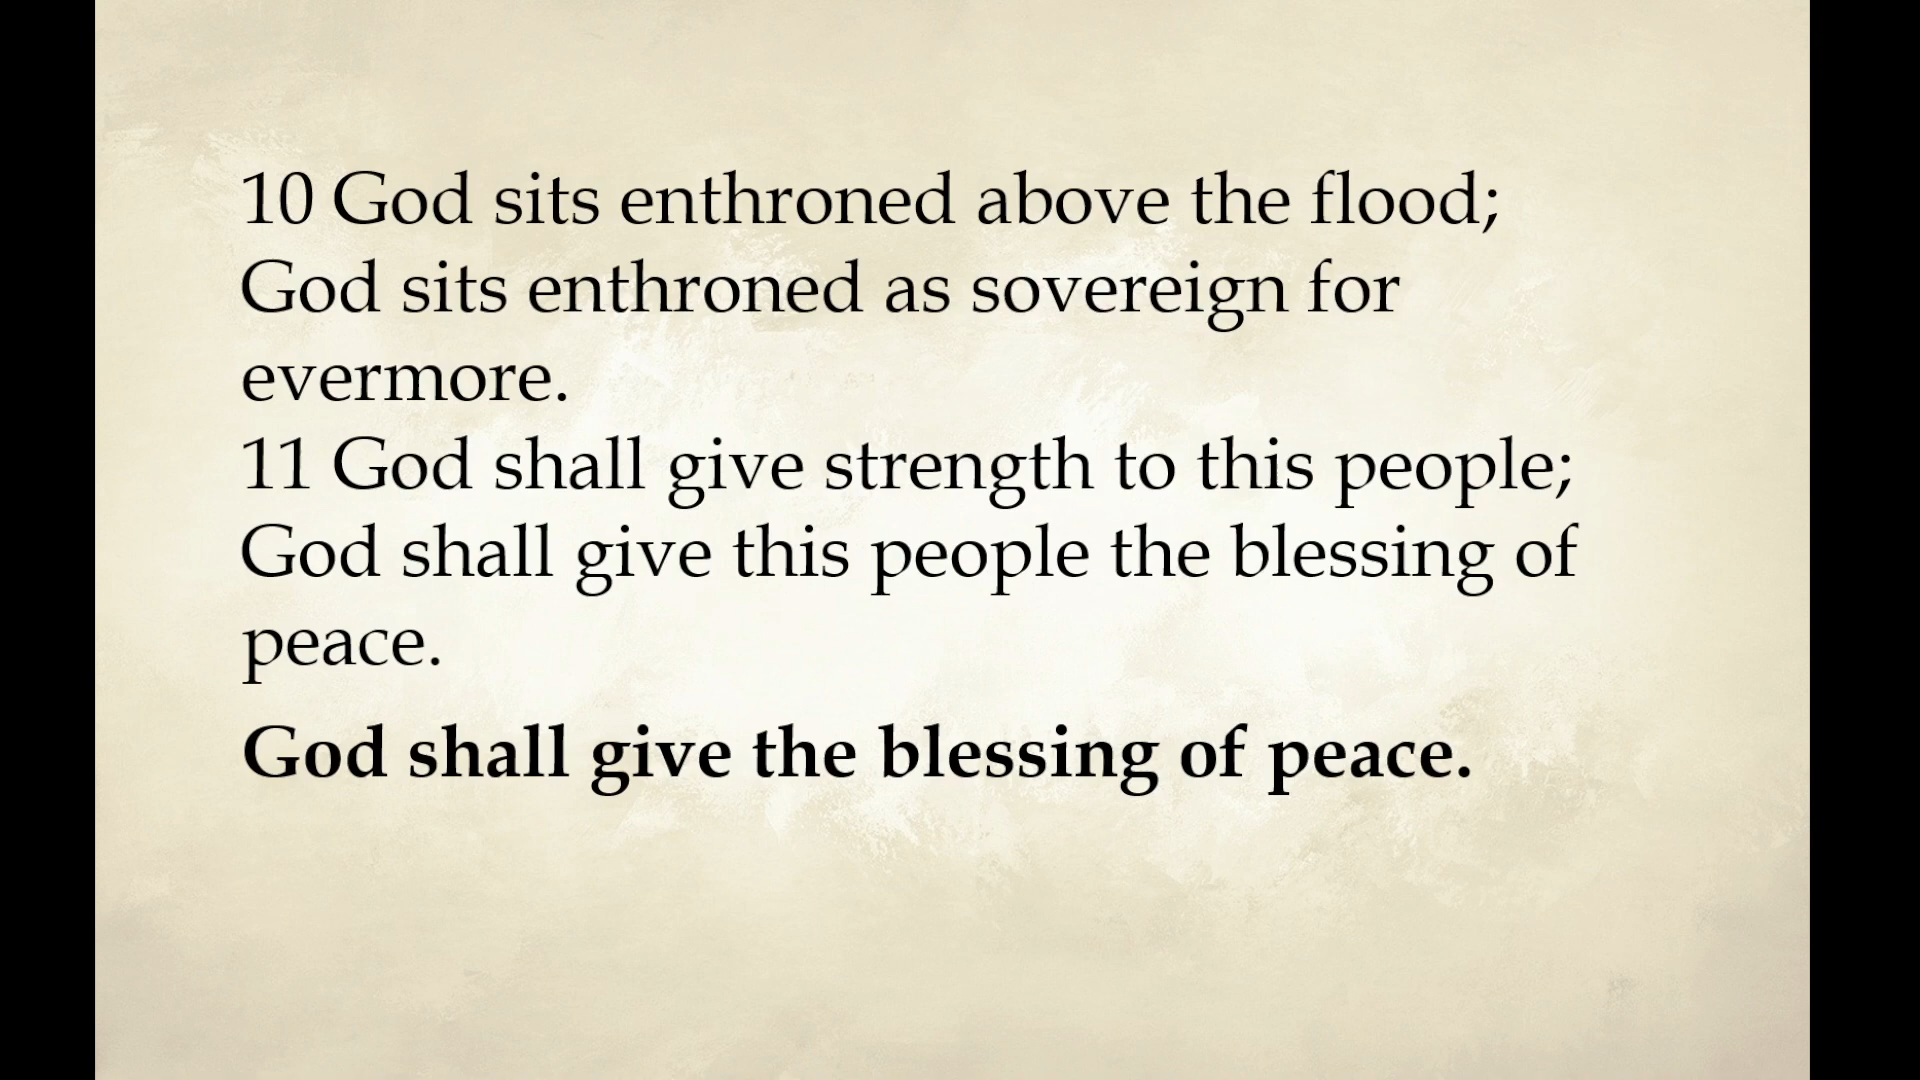 10 God sits enthroned above the flood;
God sits enthroned as sovereign for
evermore.
11 God shall give strength to this people;
God shall give this people the blessing of
peace.
God shall give the blessing of peace.